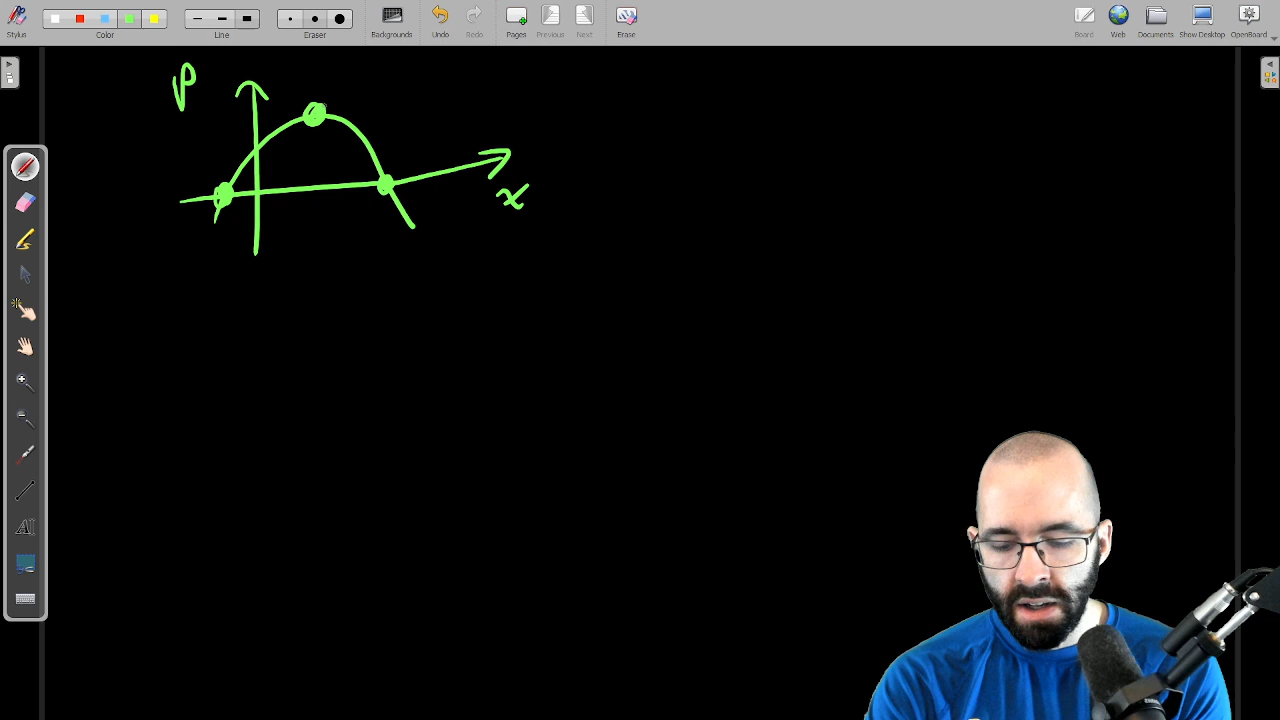 Stylus
Color
Line
Eraser
Backgrounds
Undo
Redo
Pages
Previous
Next
Erase
Board
Web
Documents
Show Desktop
OpenBoard
P
x